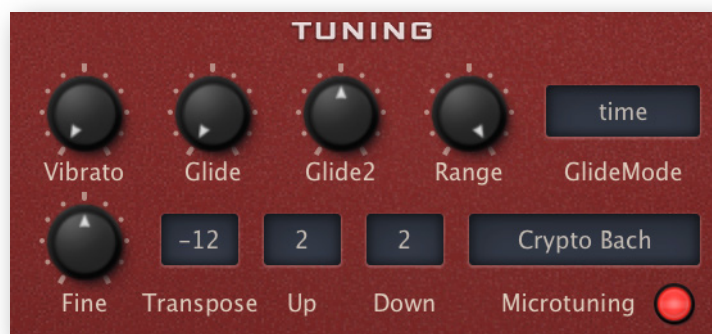 TUNING
time
Vibrato Glide Glide2 Range GlideMode
-12 2 2 Crypto Bach
Fine Transpose Up Down Microtuning